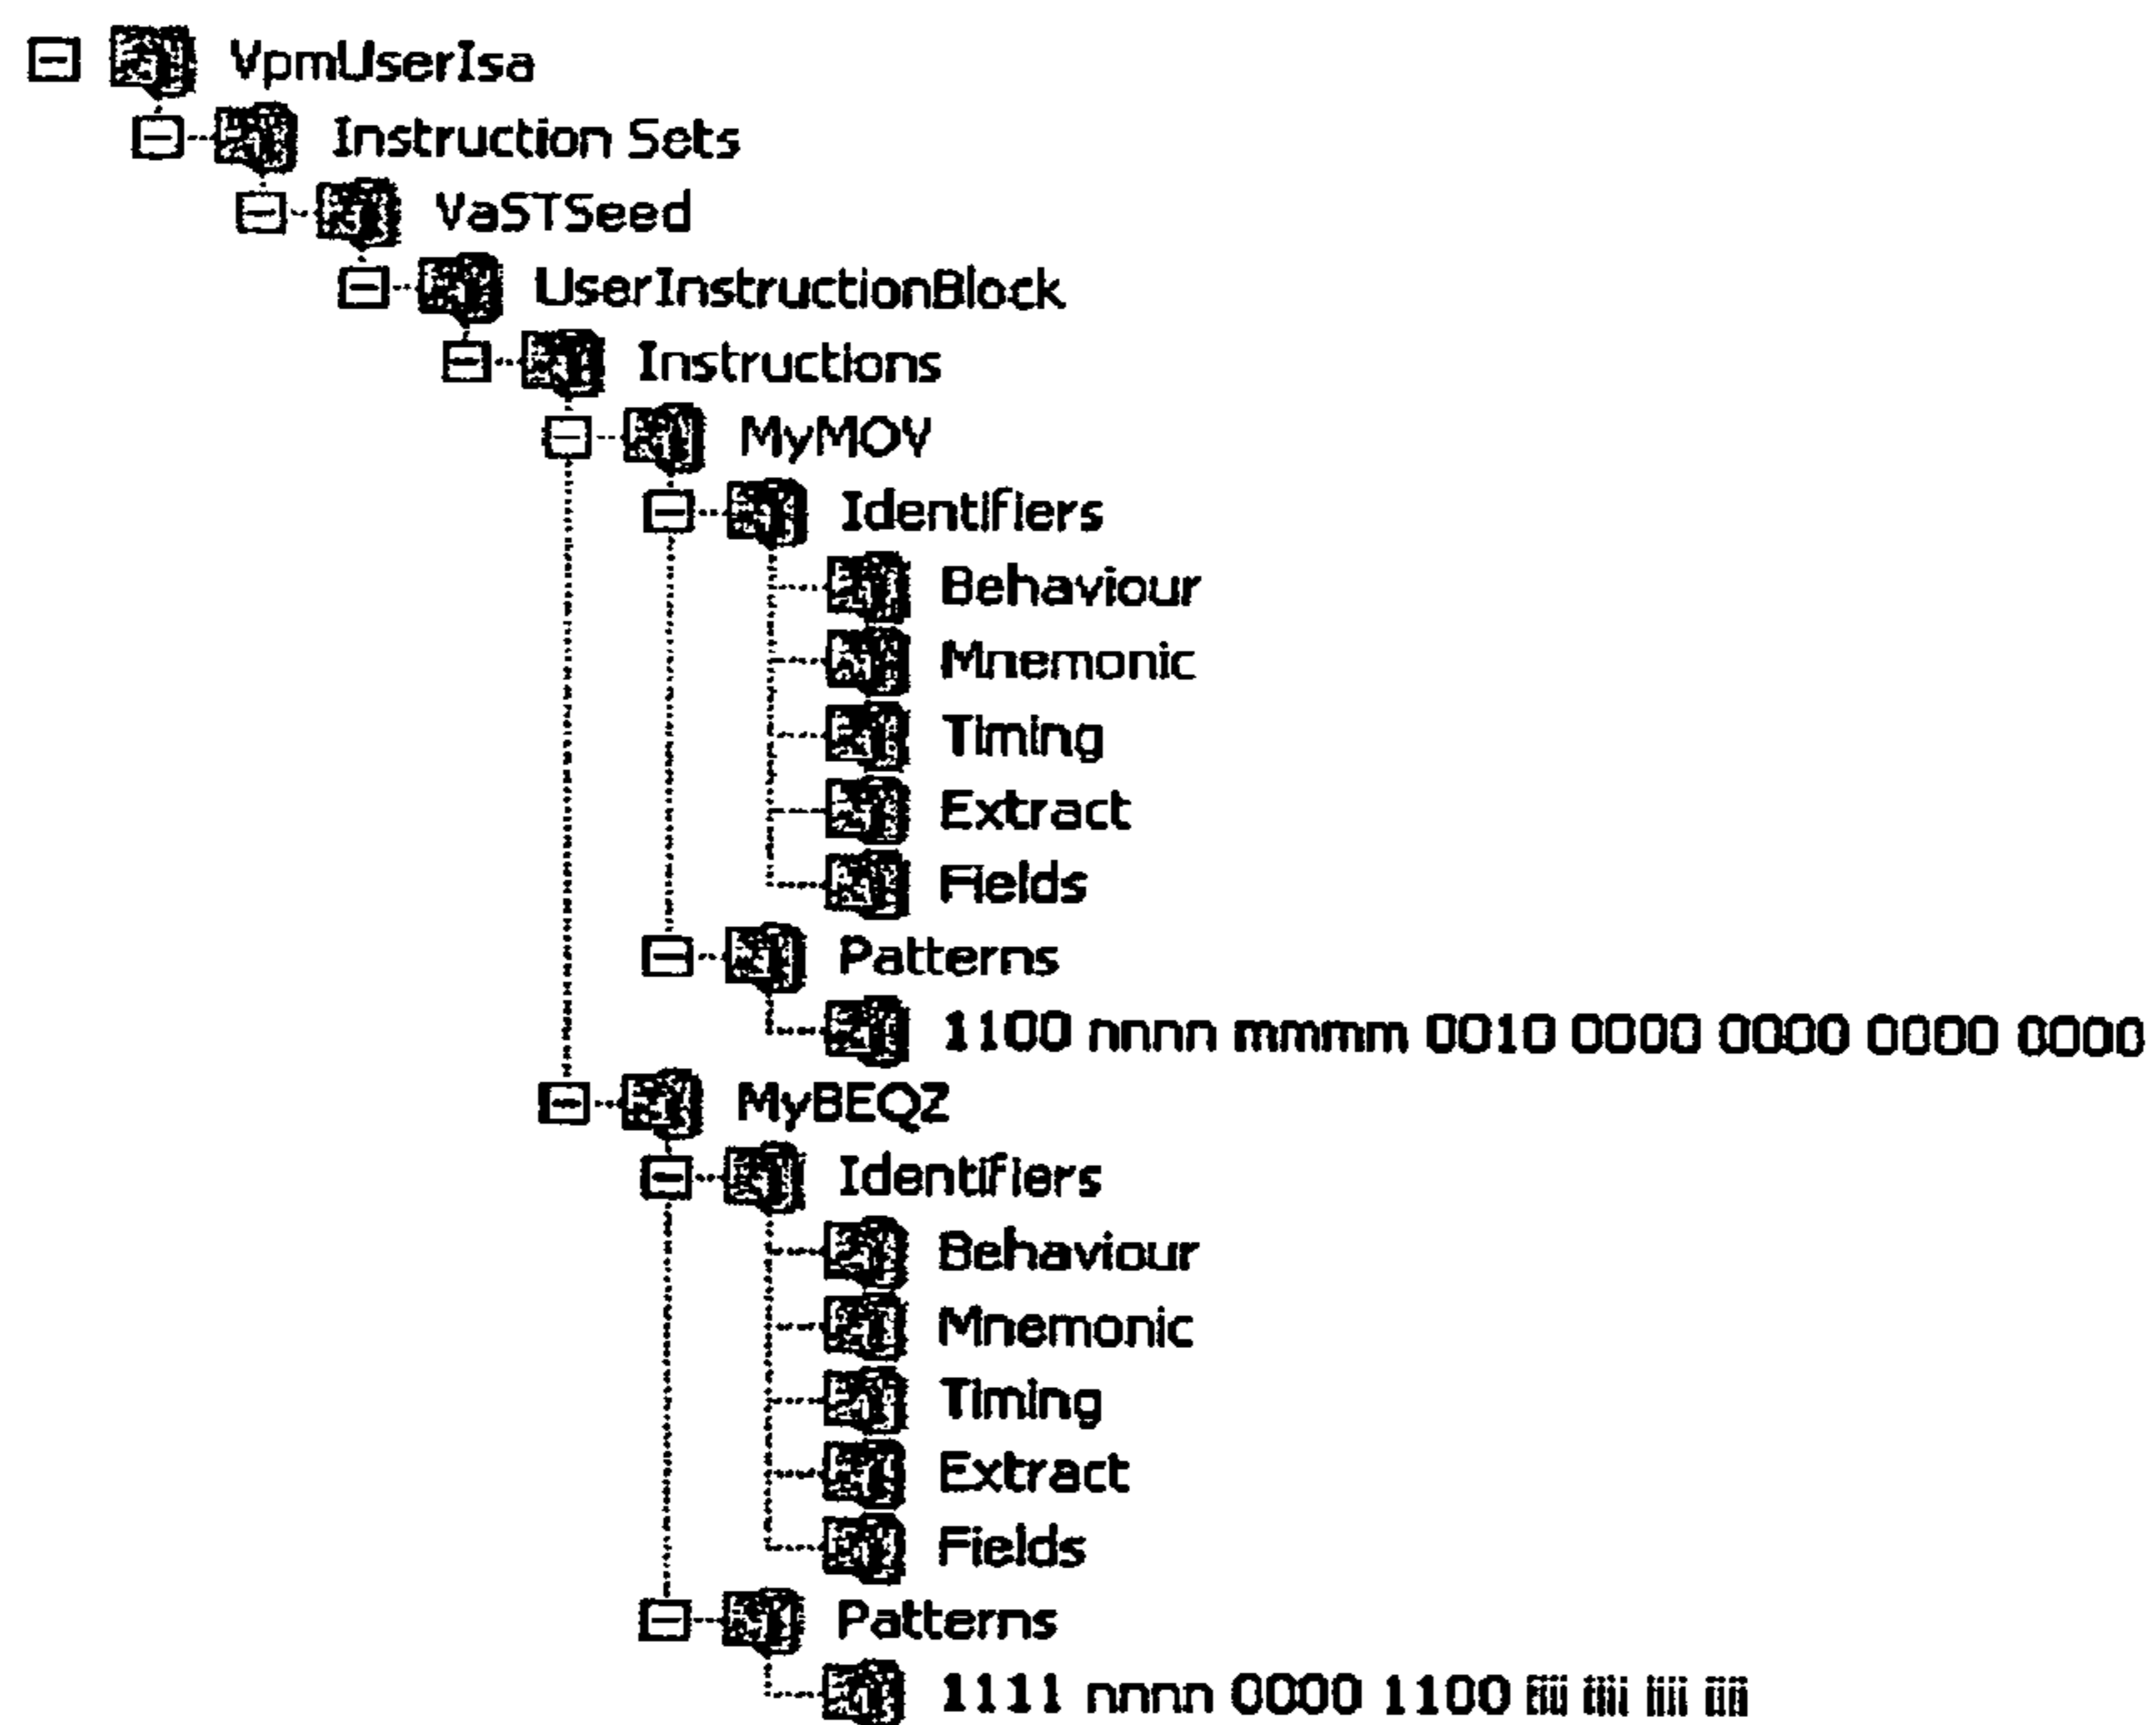 VpmUserIsa
Instruction Sets
VaSTSeed
UserInstructionBlock
Instructions
MyMOV
Identifiers
Behaviour
Mnemonic
Timing
Extract
Fields
Patterns
1100 nnnn mmmm 0010 0000 0000 0000 0000
MyBEQZ
Identifiers
Behaviour
Mnemonic
Timing
Extract
Fields
Patterns
1111 nnnn 0000 1100 iiii iiii iiii iiii